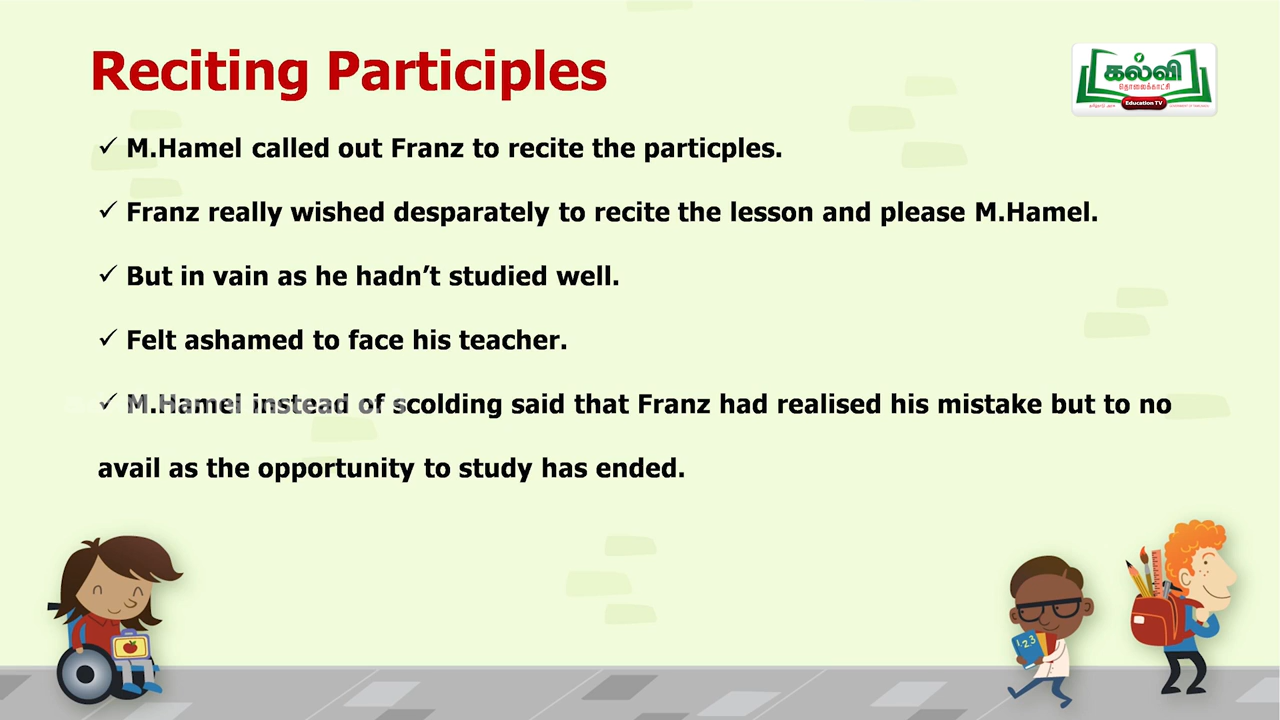 Reciting Participles
கல்வி
தொலைக்காட்சி
Education TV
✓ M.Hamel called out Franz to recite the particples.
✓ Franz really wished desparately to recite the lesson and please M.Hamel.
✓ But in vain as he hadn’t studied well.
✓ Felt ashamed to face his teacher.
✓ M.Hamel instead of scolding said that Franz had realised his mistake but to no
avail as the opportunity to study has ended.
1 2 3